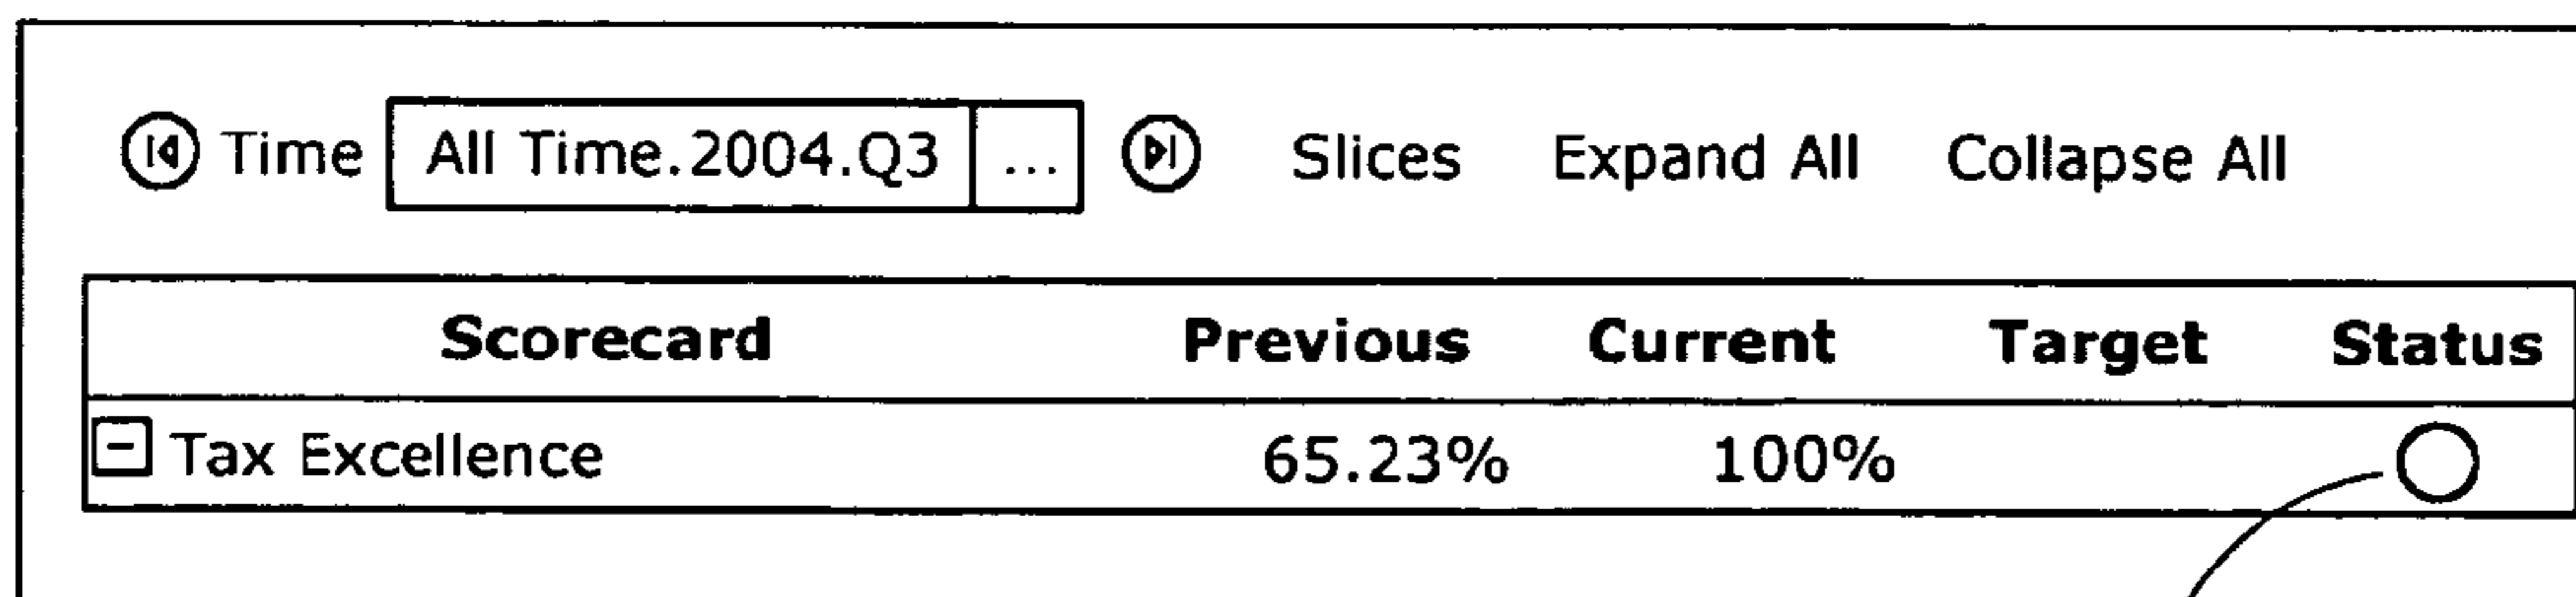 Time All Time.2004.Q3 ... Slices Expand All Collapse All
Scorecard Previous Current Target Status
Tax Excellence 65.23% 100%